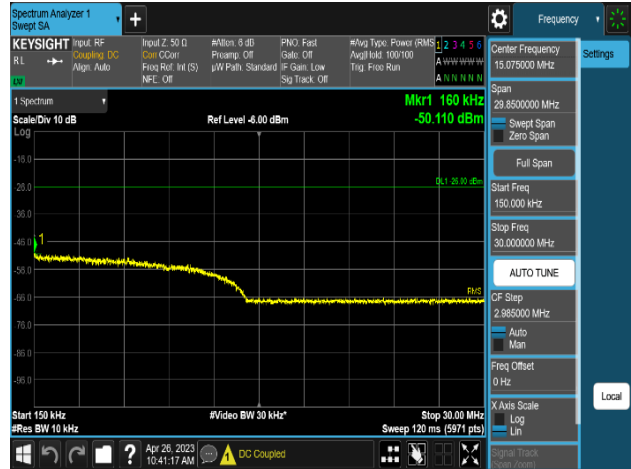 Spectrum Analyzer 1
Swept SA
Frequency
KEYSIGHT
RL
Input: RF
Coupling: DC
Align: Auto
Input Z: 50 Ω
Corr CCorr
Freq Ref: Int (S)
NFE: Off
#Atten: 6 dB
Preamp: Off
µW Path: Standard
PNO: Fast
Gate: Off
IF Gain: Low
Sig Track: Off
#Avg Type: Power (RMS
Avg|Hold: 100/100
Trig: Free Run
1 2 3 4 5 6
A W W W W W
A N N N N N
LW
1 Spectrum
Scale/Div 10 dB
Log
Ref Level -6.00 dBm
Mkr1 160 kHz
-50.110 dBm
-16.0
-26.0
-36.0
-46.0
-56.0
-66.0
-76.0
-86.0
-96.0
DL1 -26.00 dBm
1
RMS
Start 150 kHz
#Res BW 10 kHz
#Video BW 30 kHz*
Stop 30.00 MHz
Sweep 120 ms (5971 pts)
Apr 26, 2023
10:41:17 AM
DC Coupled
Center Frequency
15.075000 MHz
Span
29.8500000 MHz
Swept Span
Zero Span
Full Span
Start Freq
150.000 kHz
Stop Freq
30.000000 MHz
AUTO TUNE
CF Step
2.985000 MHz
Auto
Man
Freq Offset
0 Hz
X Axis Scale
Log
Lin
Signal Track
(Span Zoom)
Settings
Local